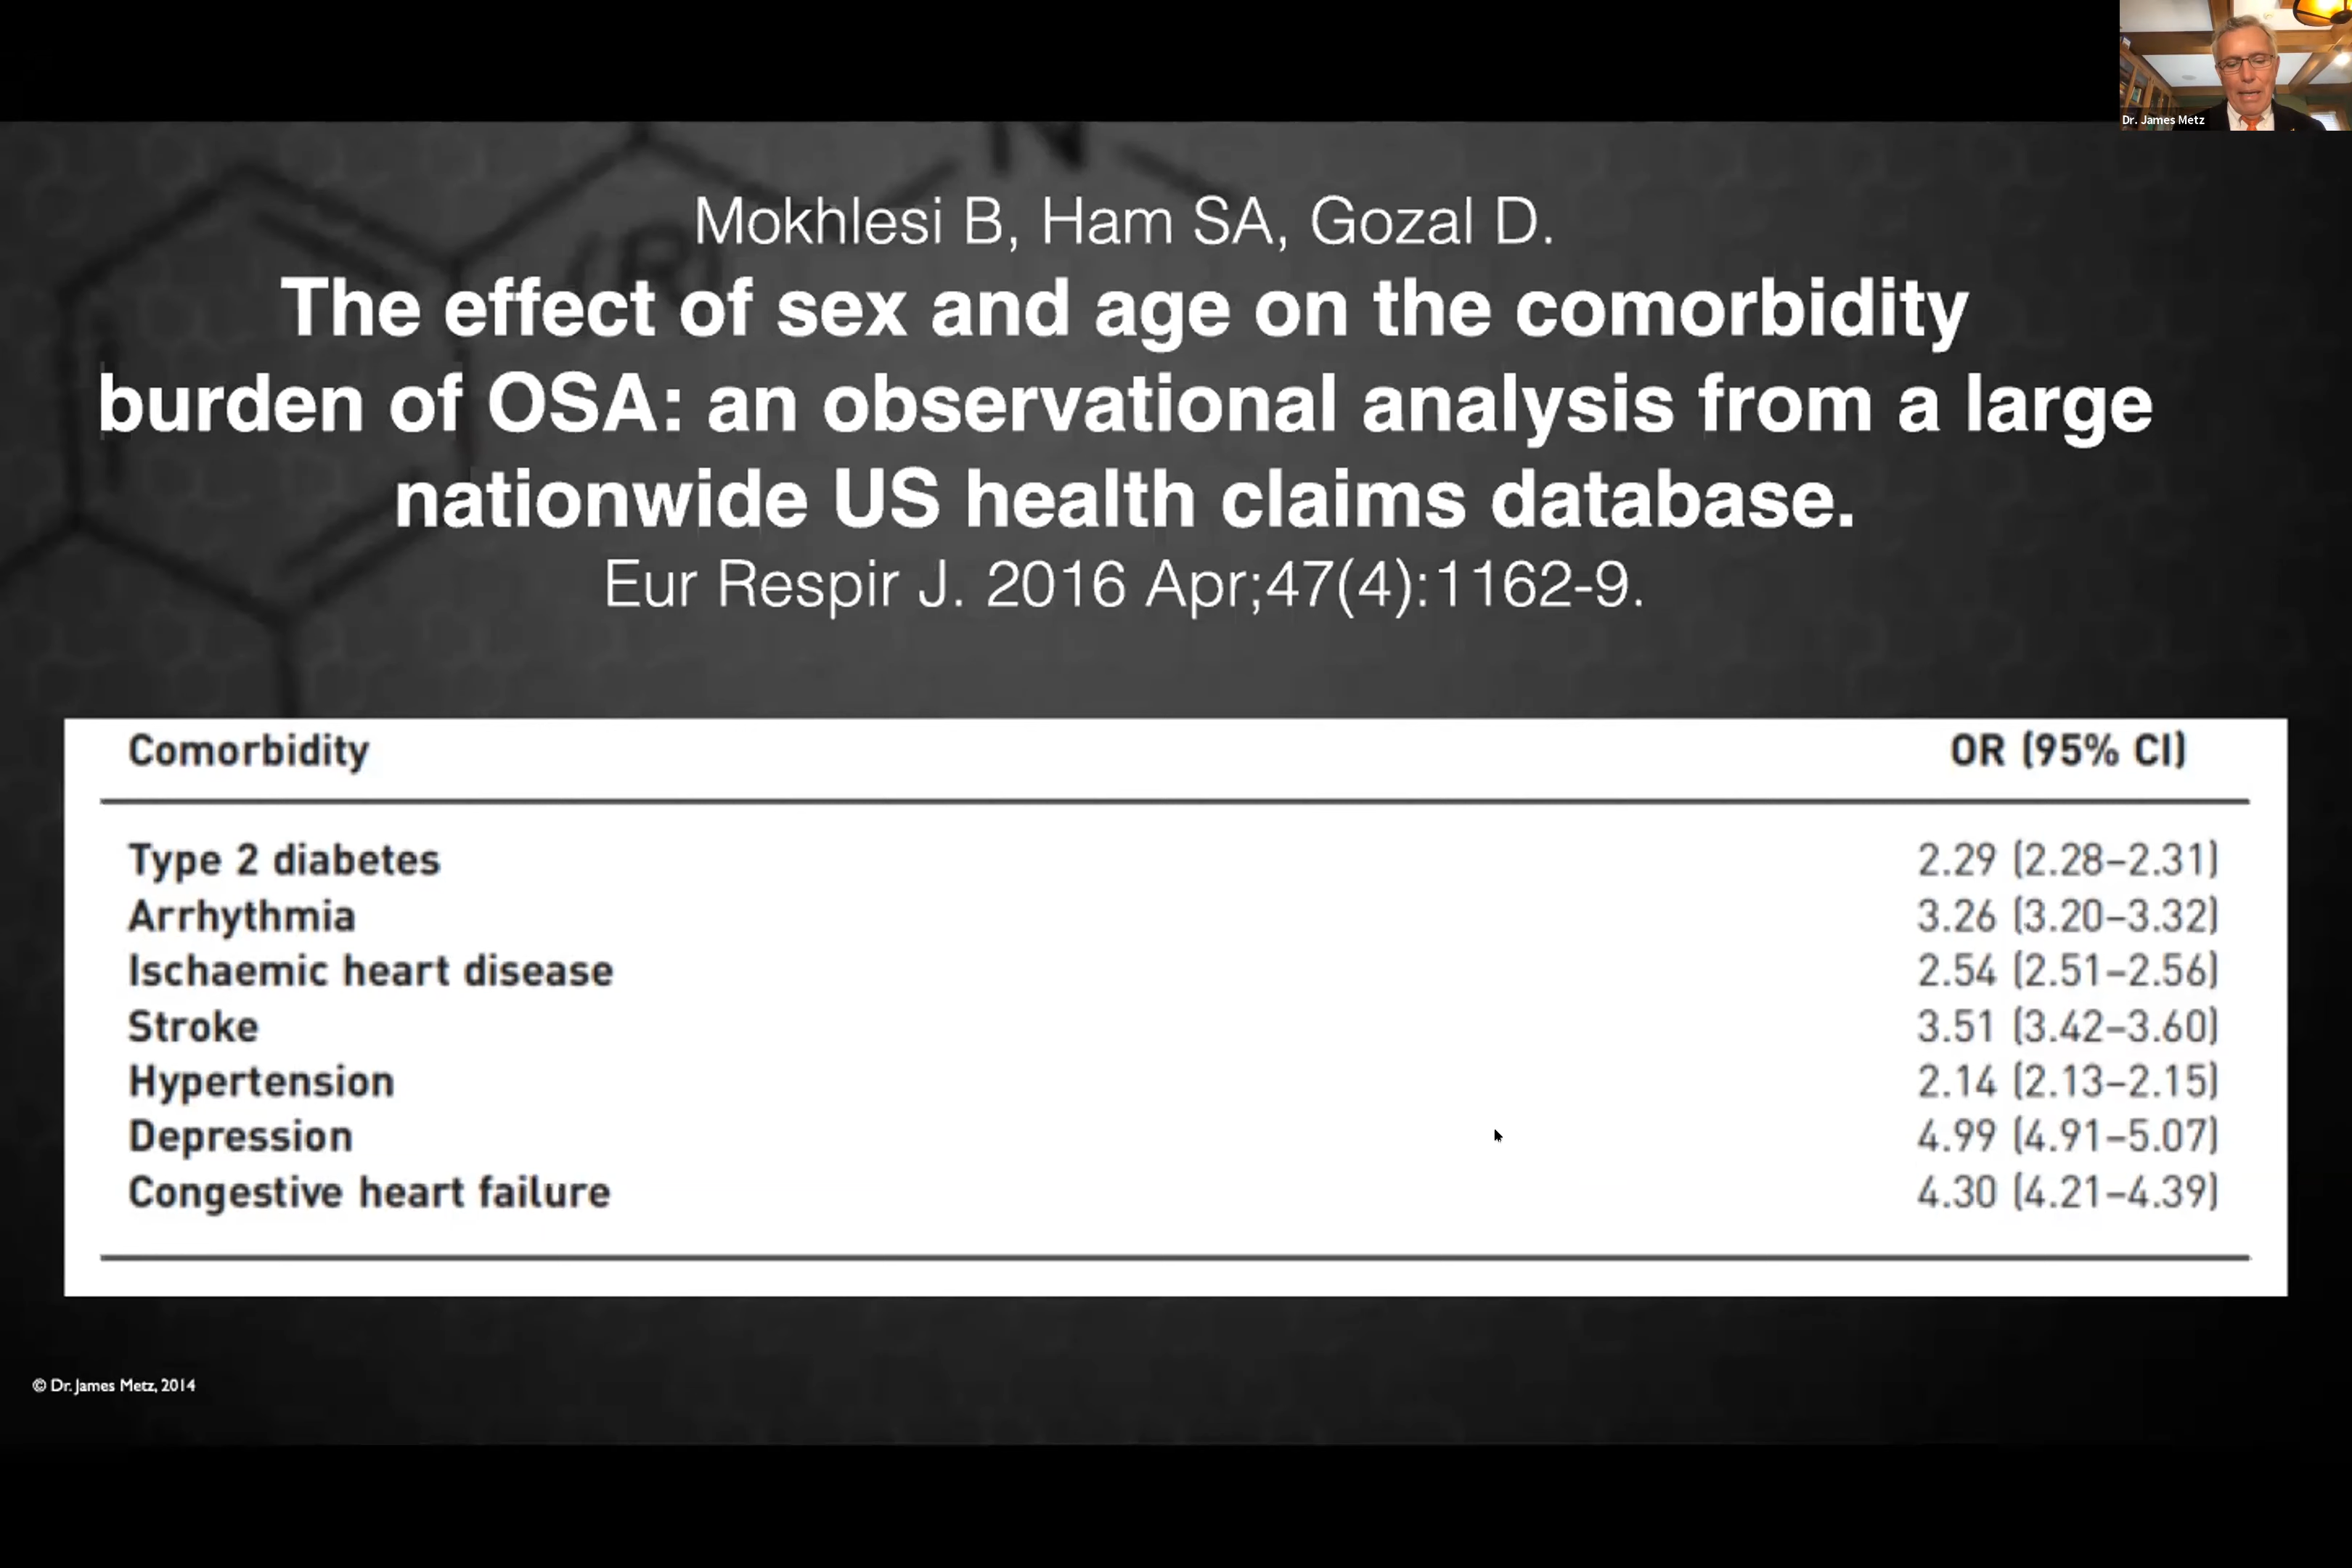 Dr. James Metz
N
(R)
Mokhlesi B, Ham SA, Gozal D.
The effect of sex and age on the comorbidity
burden of OSA: an observational analysis from a large
nationwide US health claims database.
Eur Respir J. 2016 Apr;47(4):1162-9.
Comorbidity OR (95% CI)
Type 2 diabetes 2.29 (2.28–2.31)
Arrhythmia 3.26 (3.20–3.32)
Ischaemic heart disease 2.54 (2.51–2.56)
Stroke 3.51 (3.42–3.60)
Hypertension 2.14 (2.13–2.15)
Depression 4.99 (4.91–5.07)
Congestive heart failure 4.30 (4.21–4.39)
© Dr. James Metz, 2014